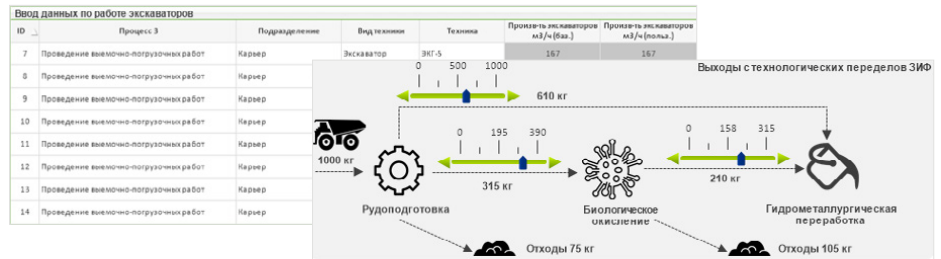 Ввод данных по работе экскаваторов
ID Процесс 3 Подразделение Вид техники Техника Произв-ть экскаваторов м3/ч (баз.) Произв-ть экскаваторов м3/ч (польз.)
7 Проведение выемочно-погрузочных работ Карьер Экскаватор ЭКГ-5 167 167
8 Проведение выемочно-погрузочных работ Карьер
9 Проведение выемочно-погрузочных работ Карьер
10 Проведение выемочно-погрузочных работ Карьер
11 Проведение выемочно-погрузочных работ Карьер
12 Проведение выемочно-погрузочных работ Карьер
13 Проведение выемочно-погрузочных работ Карьер
14 Проведение выемочно-погрузочных работ Карьер
Выходы с технологических переделов ЗИФ
0 500 1000
610 кг
1000 кг
0 195 390
315 кг
0 158 315
210 кг
Рудоподготовка
Биологическое
окисление
Гидрометаллургическая
переработка
Отходы 75 кг
Отходы 105 кг